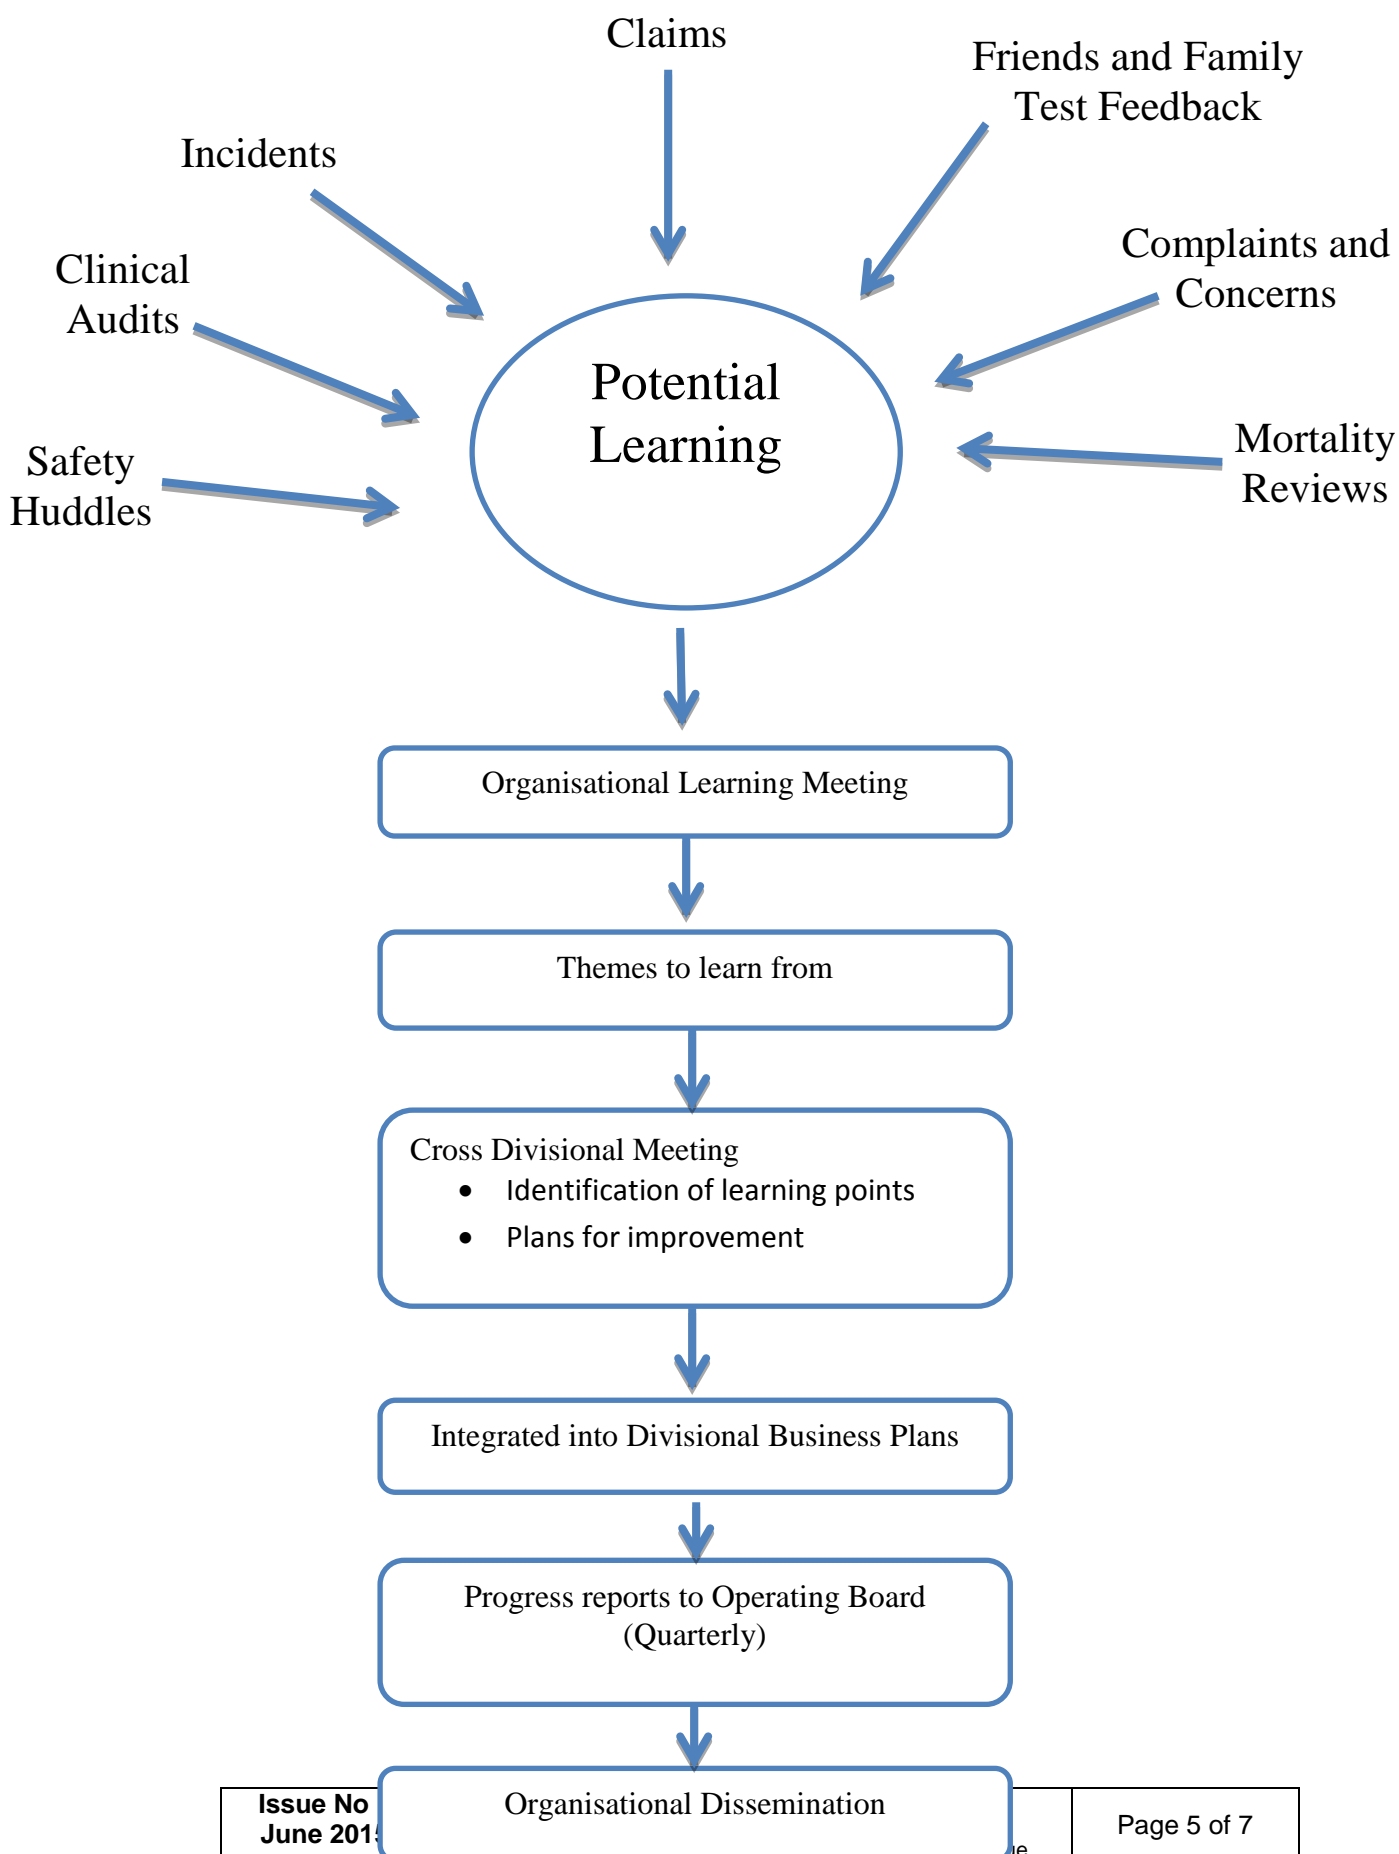 Claims
Friends and Family
Test Feedback
Incidents
Complaints and
Concerns
Clinical
Audits
Mortality
Reviews
Safety
Huddles
Potential
Learning
Organisational Learning Meeting
Themes to learn from
Cross Divisional Meeting
• Identification of learning points
• Plans for improvement
Integrated into Divisional Business Plans
Progress reports to Operating Board
(Quarterly)
Organisational Dissemination
Issue No
June 201
Page 5 of 7